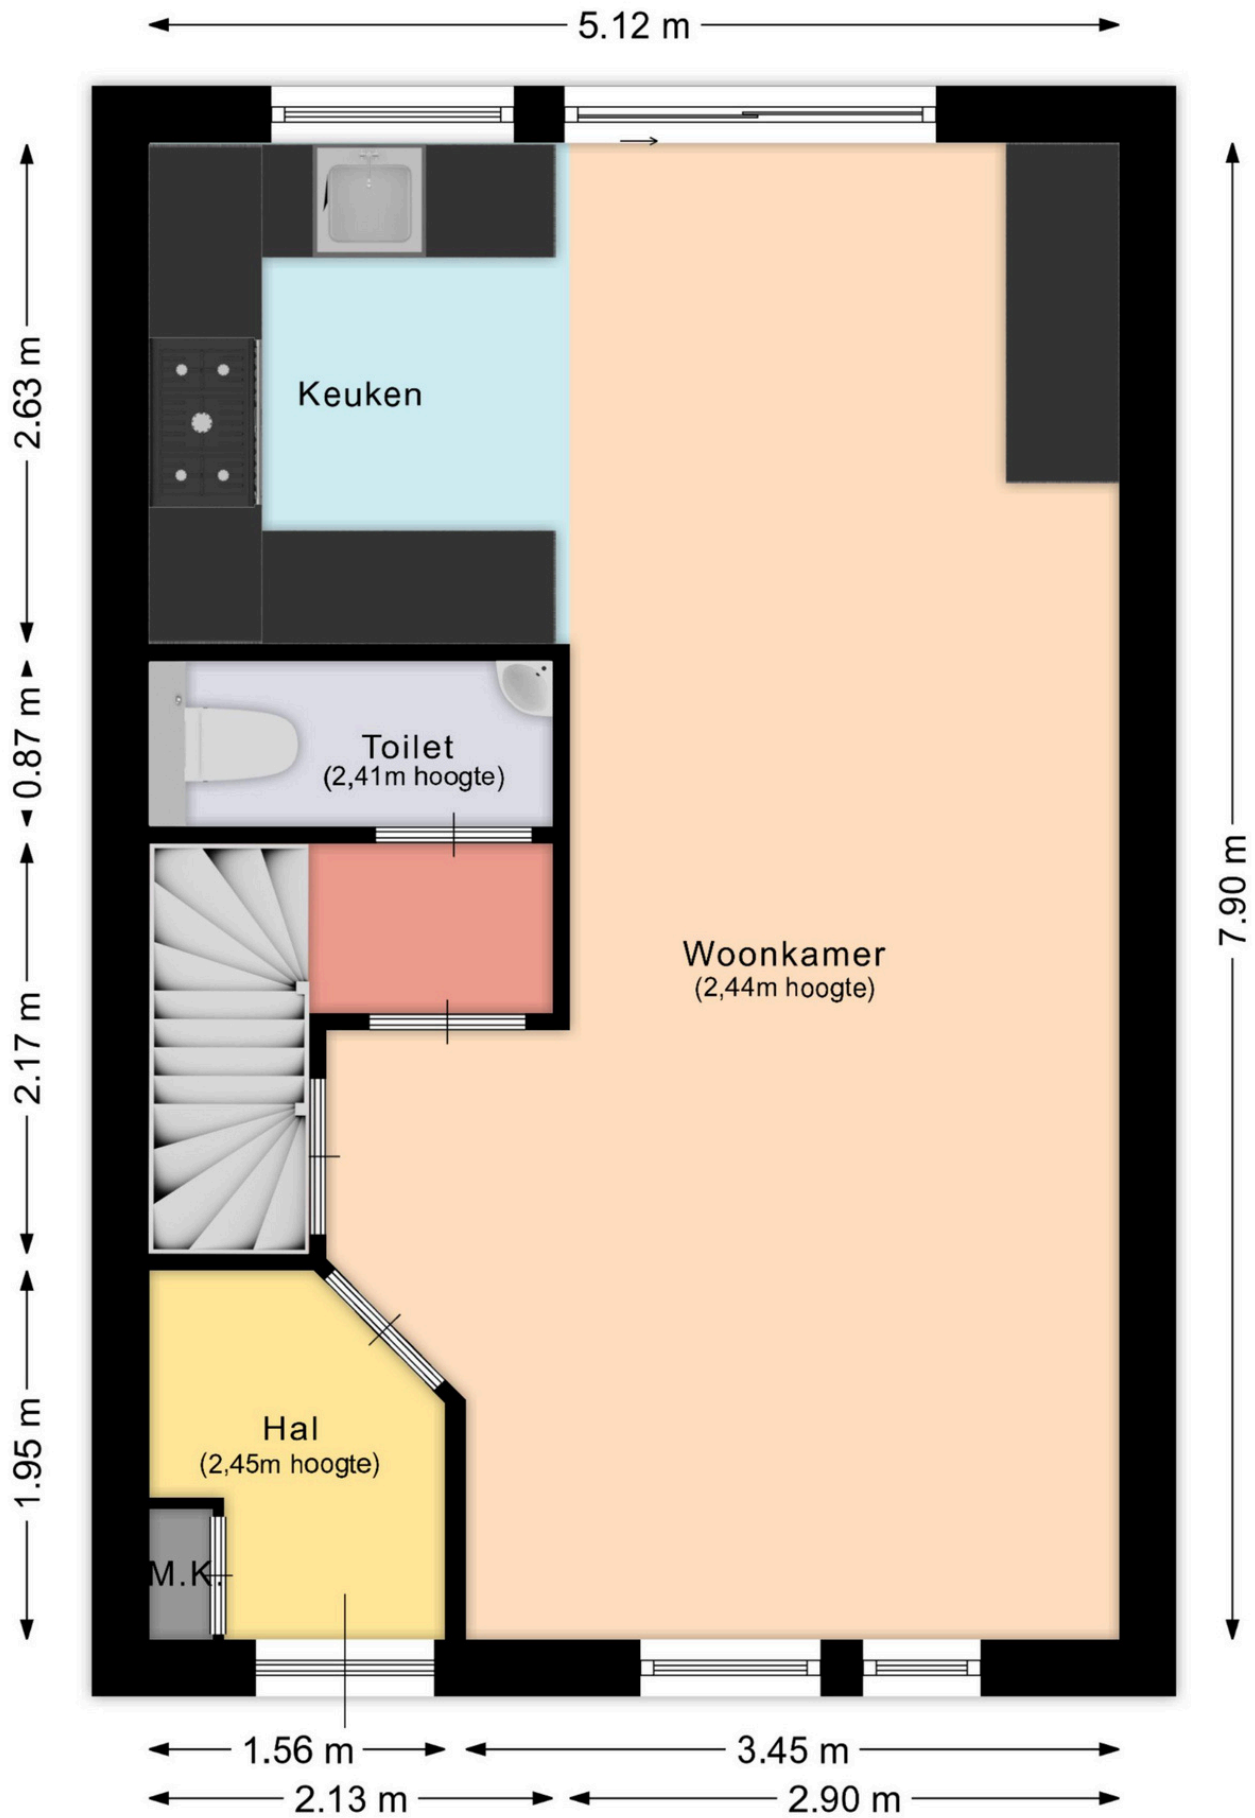 5.12 m
2.63 m
Keuken
0.87 m
Toilet
(2,41m hoogte)
7.90 m
Woonkamer
(2,44m hoogte)
2.17 m
1.95 m
Hal
(2,45m hoogte)
M.K.
1.56 m
3.45 m
2.13 m
2.90 m